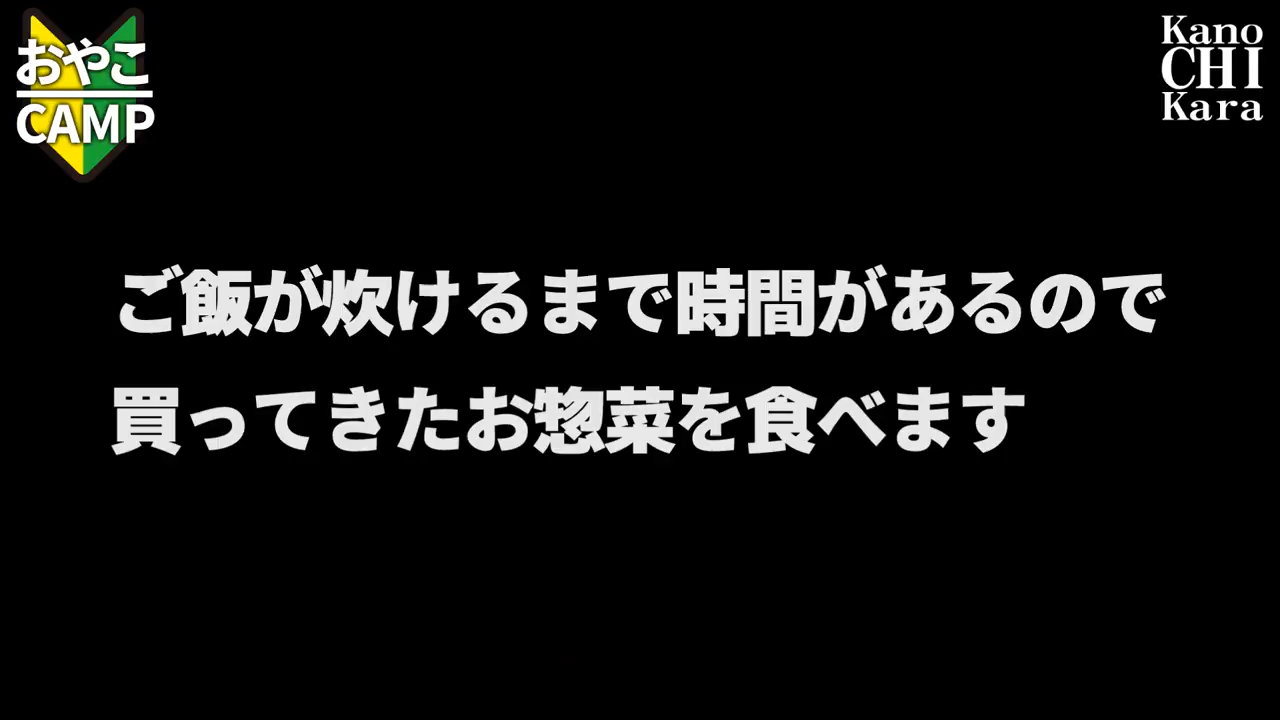 おやこ
CAMP
Kano
CHI
Kara
ご飯が炊けるまで時間があるので
買ってきたお惣菜を食べます